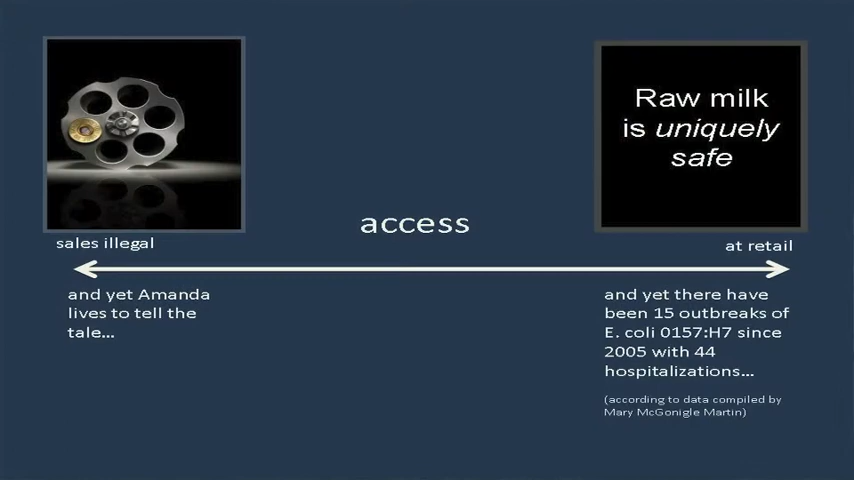 Raw milk
is uniquely
safe
access
sales illegal
at retail
and yet Amanda
lives to tell the
tale...
and yet there have
been 15 outbreaks of
E. coli 0157:H7 since
2005 with 44
hospitalizations...
(according to data compiled by
Mary McGonigle Martin)